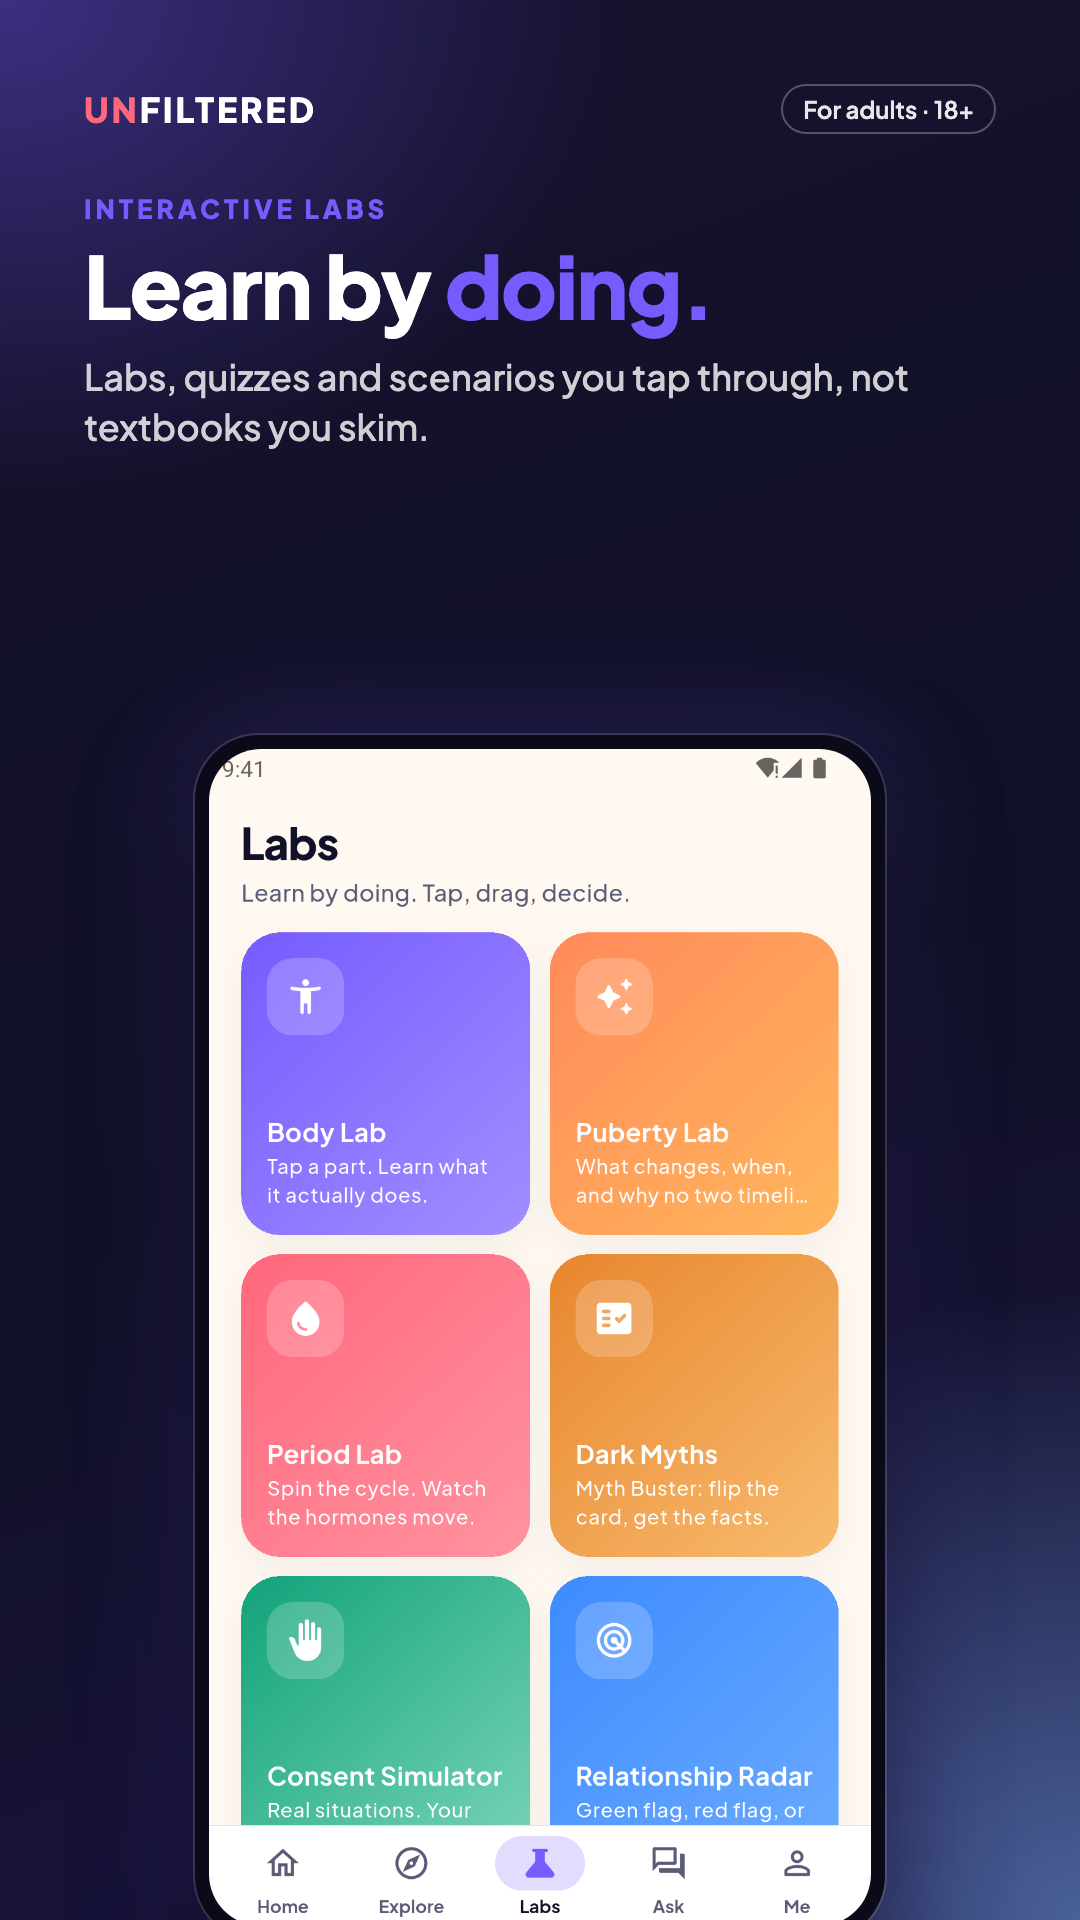 UNFILTERED
For adults · 18+
INTERACTIVE LABS
Learn by doing.
Labs, quizzes and scenarios you tap through, not
textbooks you skim.
9:41
Labs
Learn by doing. Tap, drag, decide.
Body Lab
Tap a part. Learn what
it actually does.
Puberty Lab
What changes, when,
and why no two timeli…
Period Lab
Spin the cycle. Watch
the hormones move.
Dark Myths
Myth Buster: flip the
card, get the facts.
Consent Simulator
Real situations. Your
Relationship Radar
Green flag, red flag, or
Home
Explore
Labs
Ask
Me